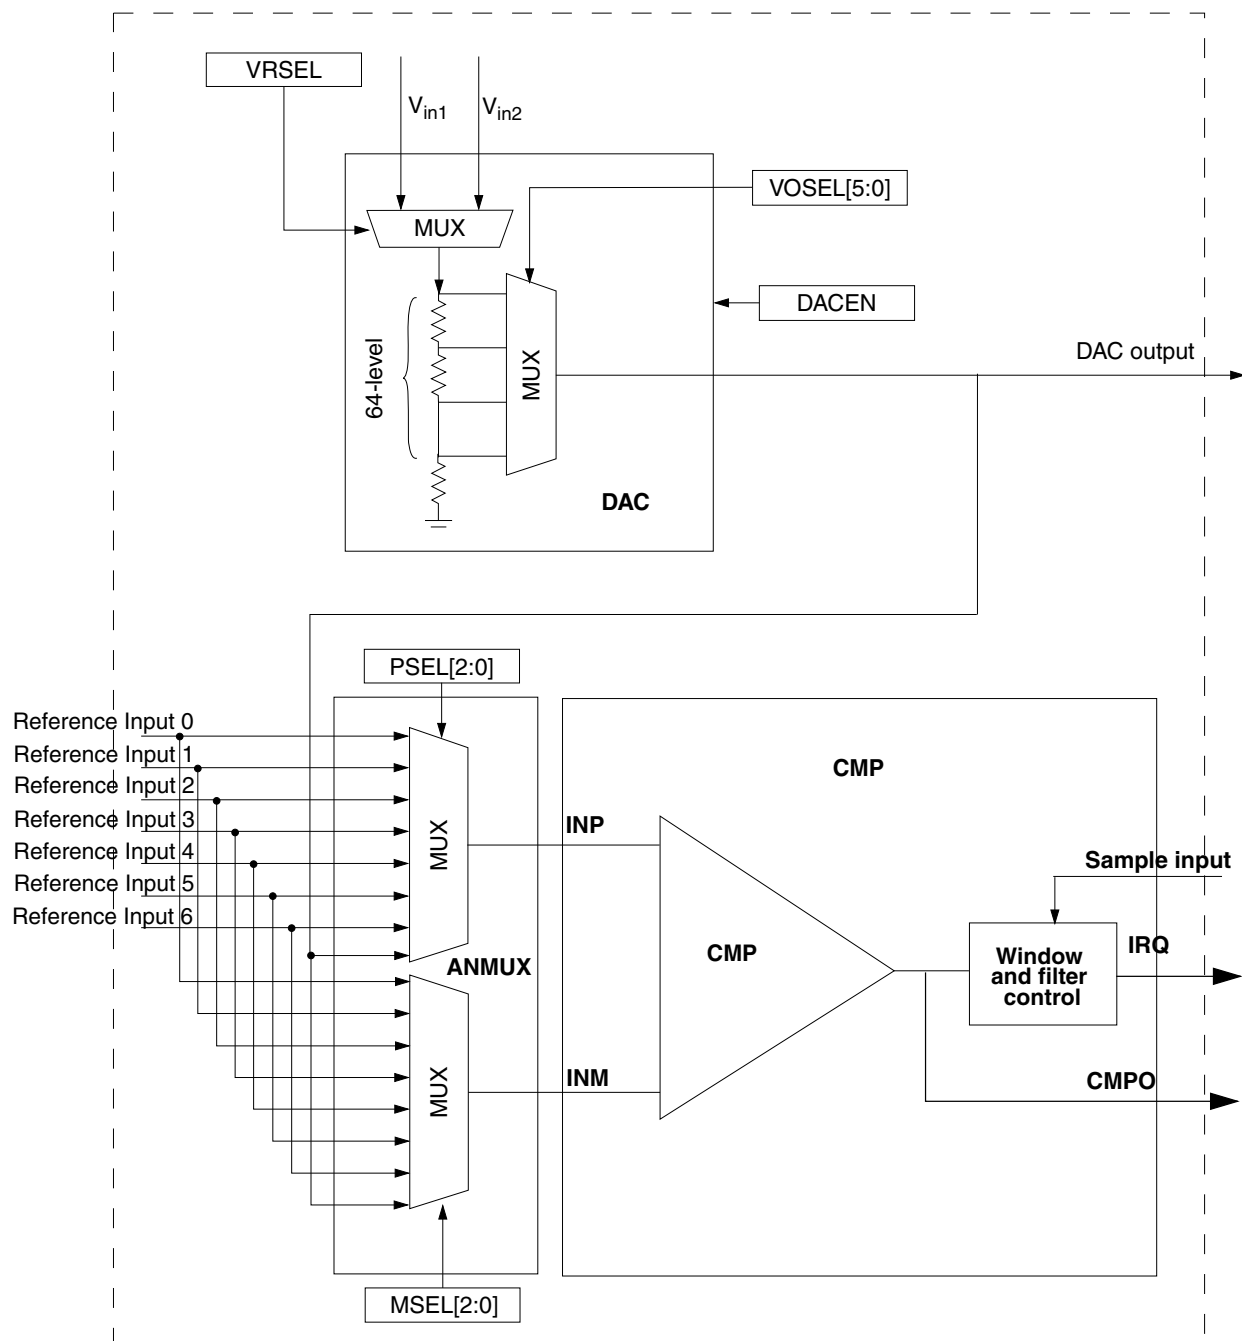 VRSEL
Vin1
Vin2
VOSEL[5:0]
MUX
DACEN
64-level
MUX
DAC output
DAC
PSEL[2:0]
Reference Input 0
Reference Input 1
Reference Input 2
Reference Input 3
Reference Input 4
Reference Input 5
Reference Input 6
MUX
ANMUX
MUX
MSEL[2:0]
CMP
INP
INM
CMP
Sample input
Window
and filter
control
IRQ
CMPO